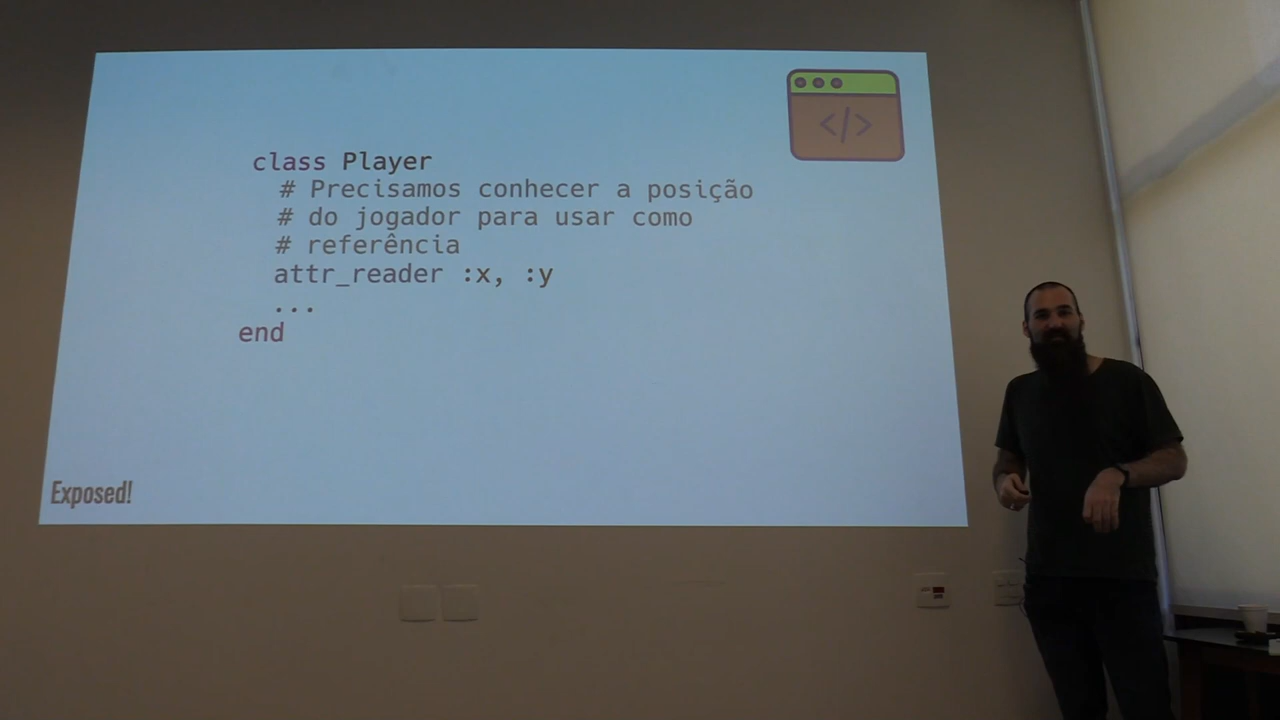 </>
class Player
# Precisamos conhecer a posição
# do jogador para usar como
# referência
attr_reader :x, :y
...
end
Exposed!